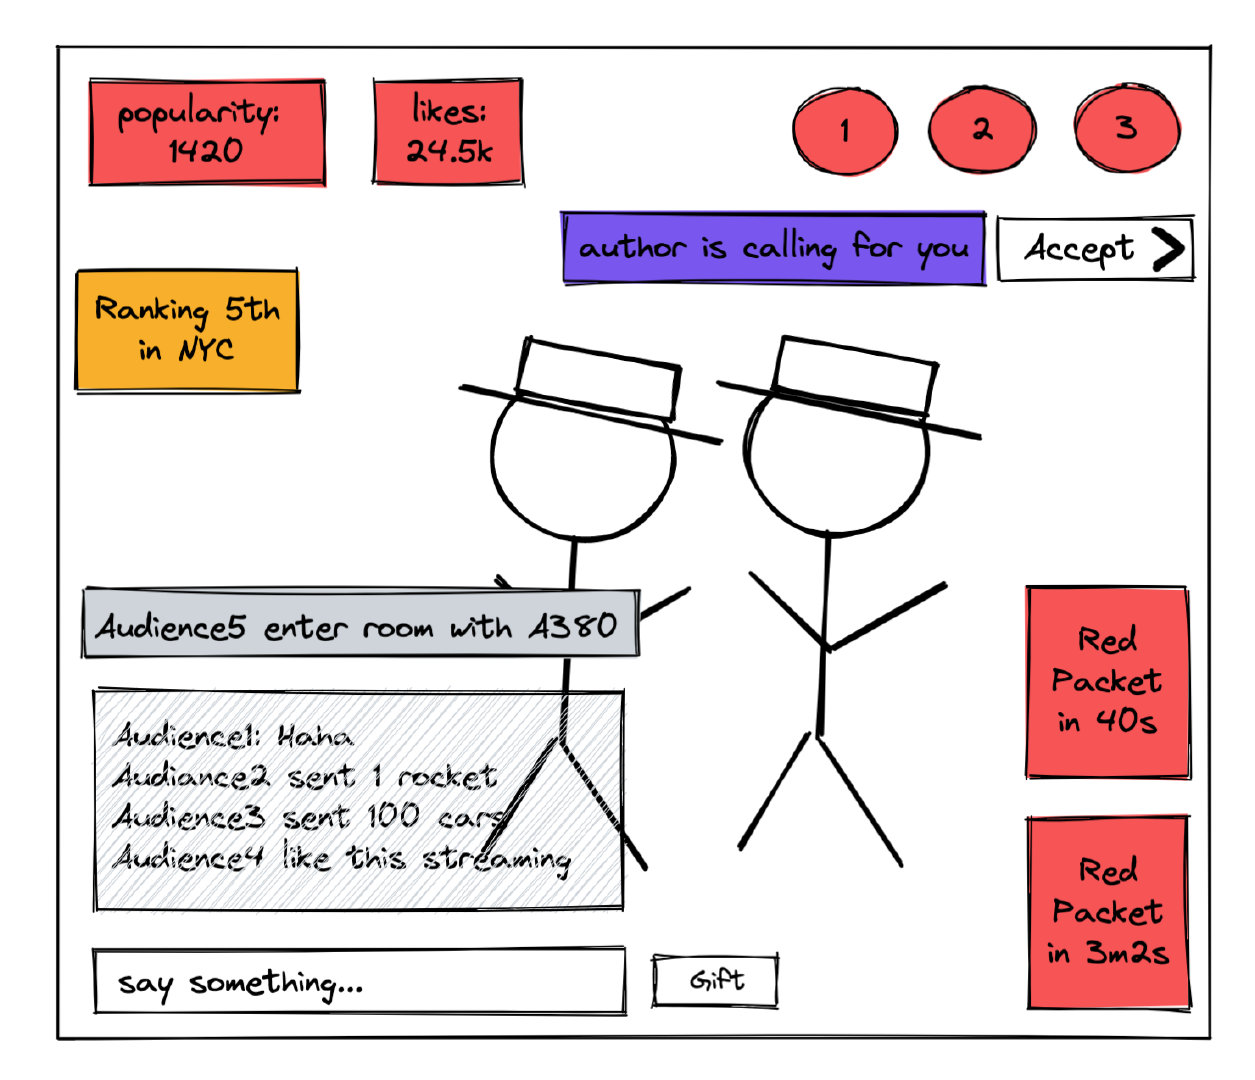 popularity:
1420
likes:
24.5k
1
2
3
author is calling for you
Accept
Ranking 5th
in NYC
Audience5 enter room with A380
Audience1: Haha
Audiance2 sent 1 rocket
Audience3 sent 100 cars
Audience4 like this streaming
Red
Packet
in 40s
Red
Packet
in 3m2s
say something...
Gift